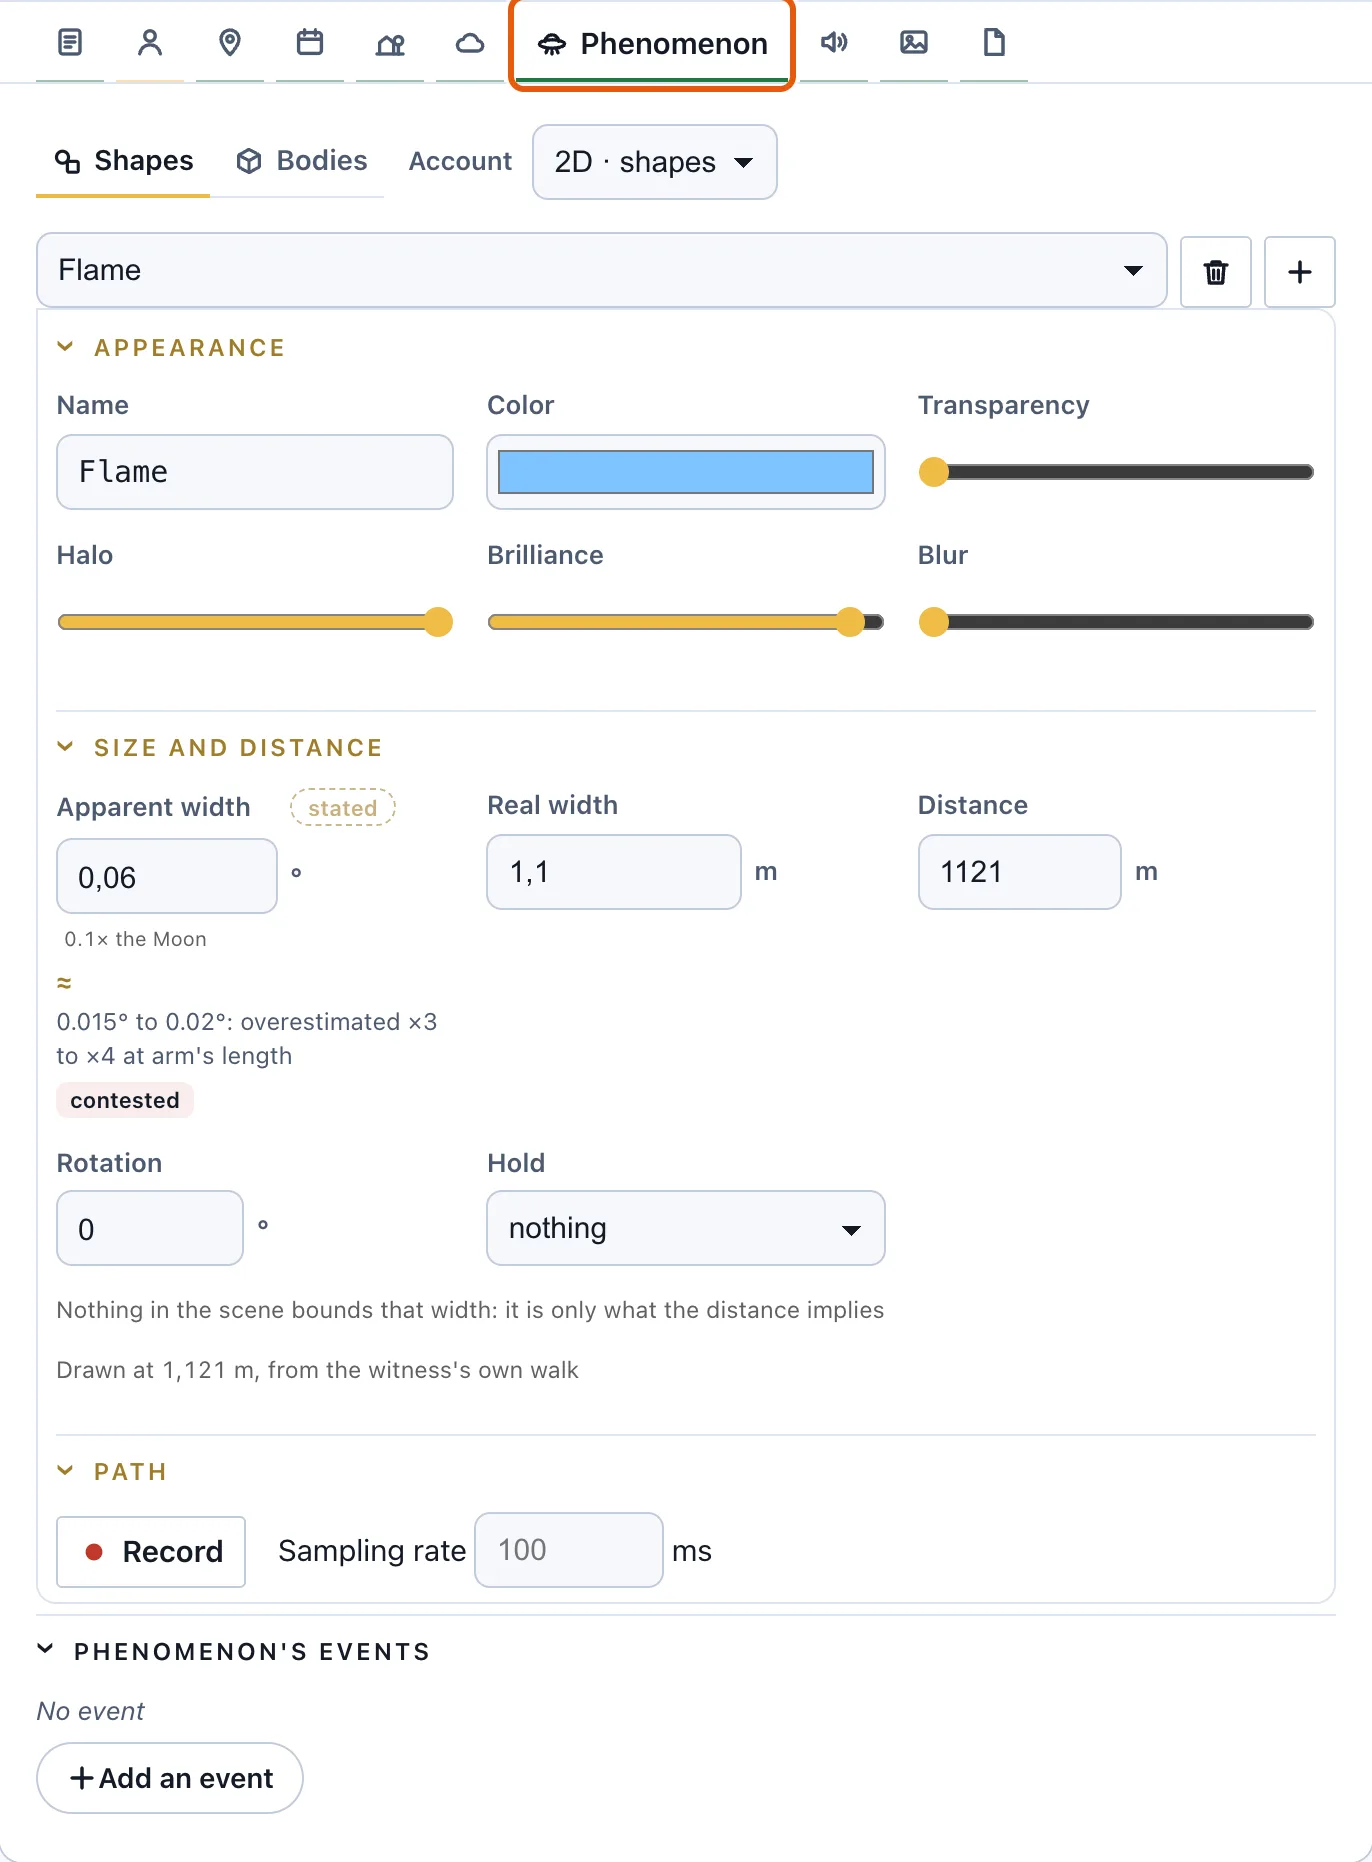 Phenomenon
Shapes
Bodies
Account
2D · shapes
Flame
APPEARANCE
Name
Color
Transparency
Flame
Halo
Brilliance
Blur
SIZE AND DISTANCE
Apparent width
stated
Real width
Distance
0,06 °
1,1 m
1121 m
0.1× the Moon
≈
0.015° to 0.02°: overestimated ×3
to ×4 at arm's length
contested
Rotation
Hold
0 °
nothing
Nothing in the scene bounds that width: it is only what the distance implies
Drawn at 1,121 m, from the witness's own walk
PATH
Record
Sampling rate 100 ms
PHENOMENON'S EVENTS
No event
+Add an event